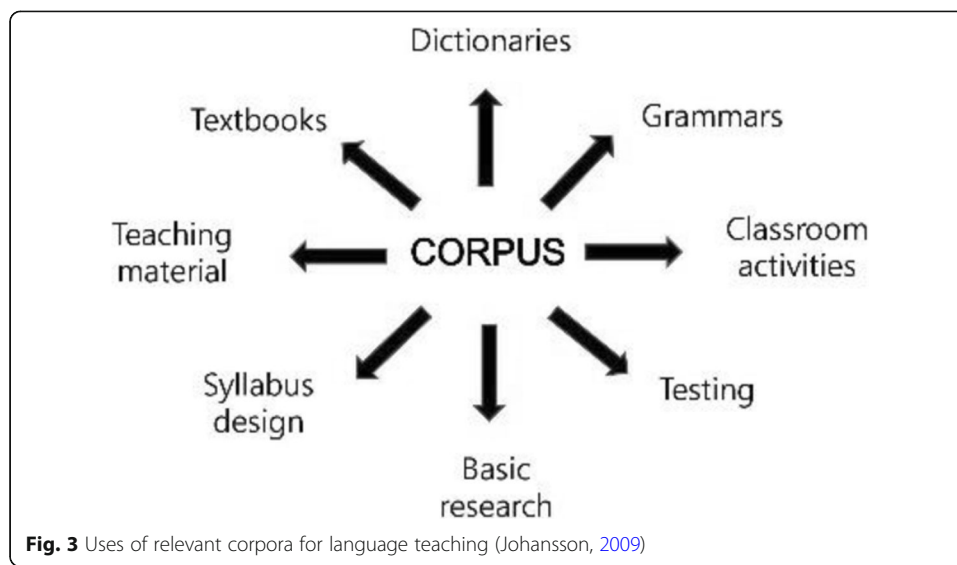 Dictionaries
Textbooks
Grammars
Teaching
material
CORPUS
Classroom
activities
Syllabus
design
Testing
Basic
research
Fig. 3 Uses of relevant corpora for language teaching (Johansson, 2009)